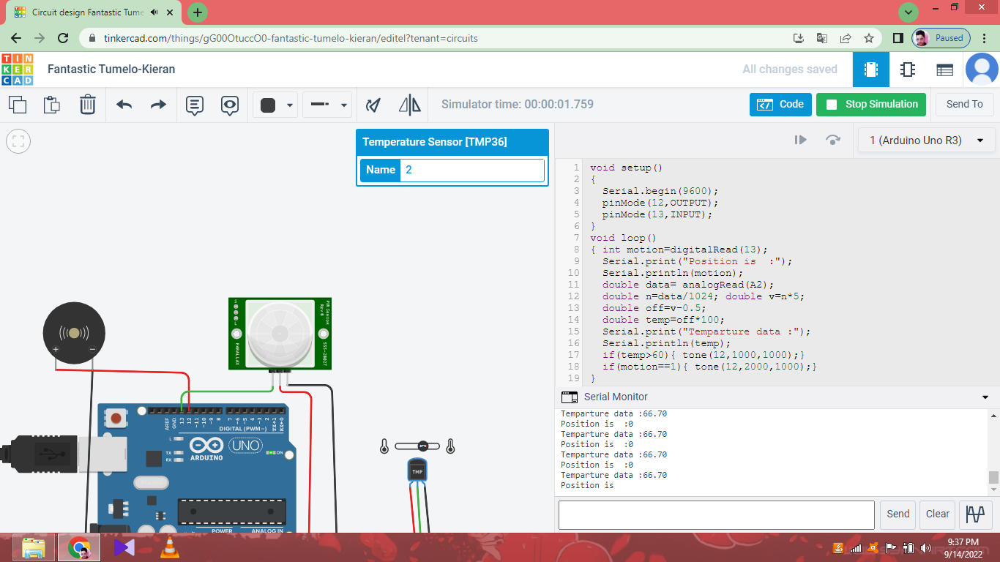 Circuit design Fantastic Tume
tinkercad.com/things/gG00OtuccO0-fantastic-tumelo-kieran/editel?tenant=circuits
Paused
TIN
KER
CAD
Fantastic Tumelo-Kieran
All changes saved
Simulator time: 00:00:01.759
Code
Stop Simulation
Send To
Temperature Sensor [TMP36]
Name 2
1 (Arduino Uno R3)
1 void setup()
2 {
3 Serial.begin(9600);
4 pinMode(12,OUTPUT);
5 pinMode(13,INPUT);
6 }
7 void loop()
8 { int motion=digitalRead(13);
9 Serial.print("Position is  :");
10 Serial.println(motion);
11 double data= analogRead(A2);
12 double n=data/1024; double v=n*5;
13 double off=v-0.5;
14 double temp=off*100;
15 Serial.print("Temparture data :");
16 Serial.println(temp);
17 if(temp>60){ tone(12,1000,1000);}
18 if(motion==1){ tone(12,2000,1000);}
19 }
PIR Sensor
Rev B
555-28027
PARALLAX
AREF
GND
13
12
~11
~10
~9
8
7
~6
~5
4
~3
2
TX→1
RX←0
DIGITAL (PWM~)
L
TX
RX
ARDUINO
UNO
ON
POWER
ANALOG IN
TMP
Serial Monitor
Temparture data :66.70
Position is  :0
Temparture data :66.70
Position is  :0
Temparture data :66.70
Position is  :0
Temparture data :66.70
Position is
Send
Clear
9:37 PM
9/14/2022